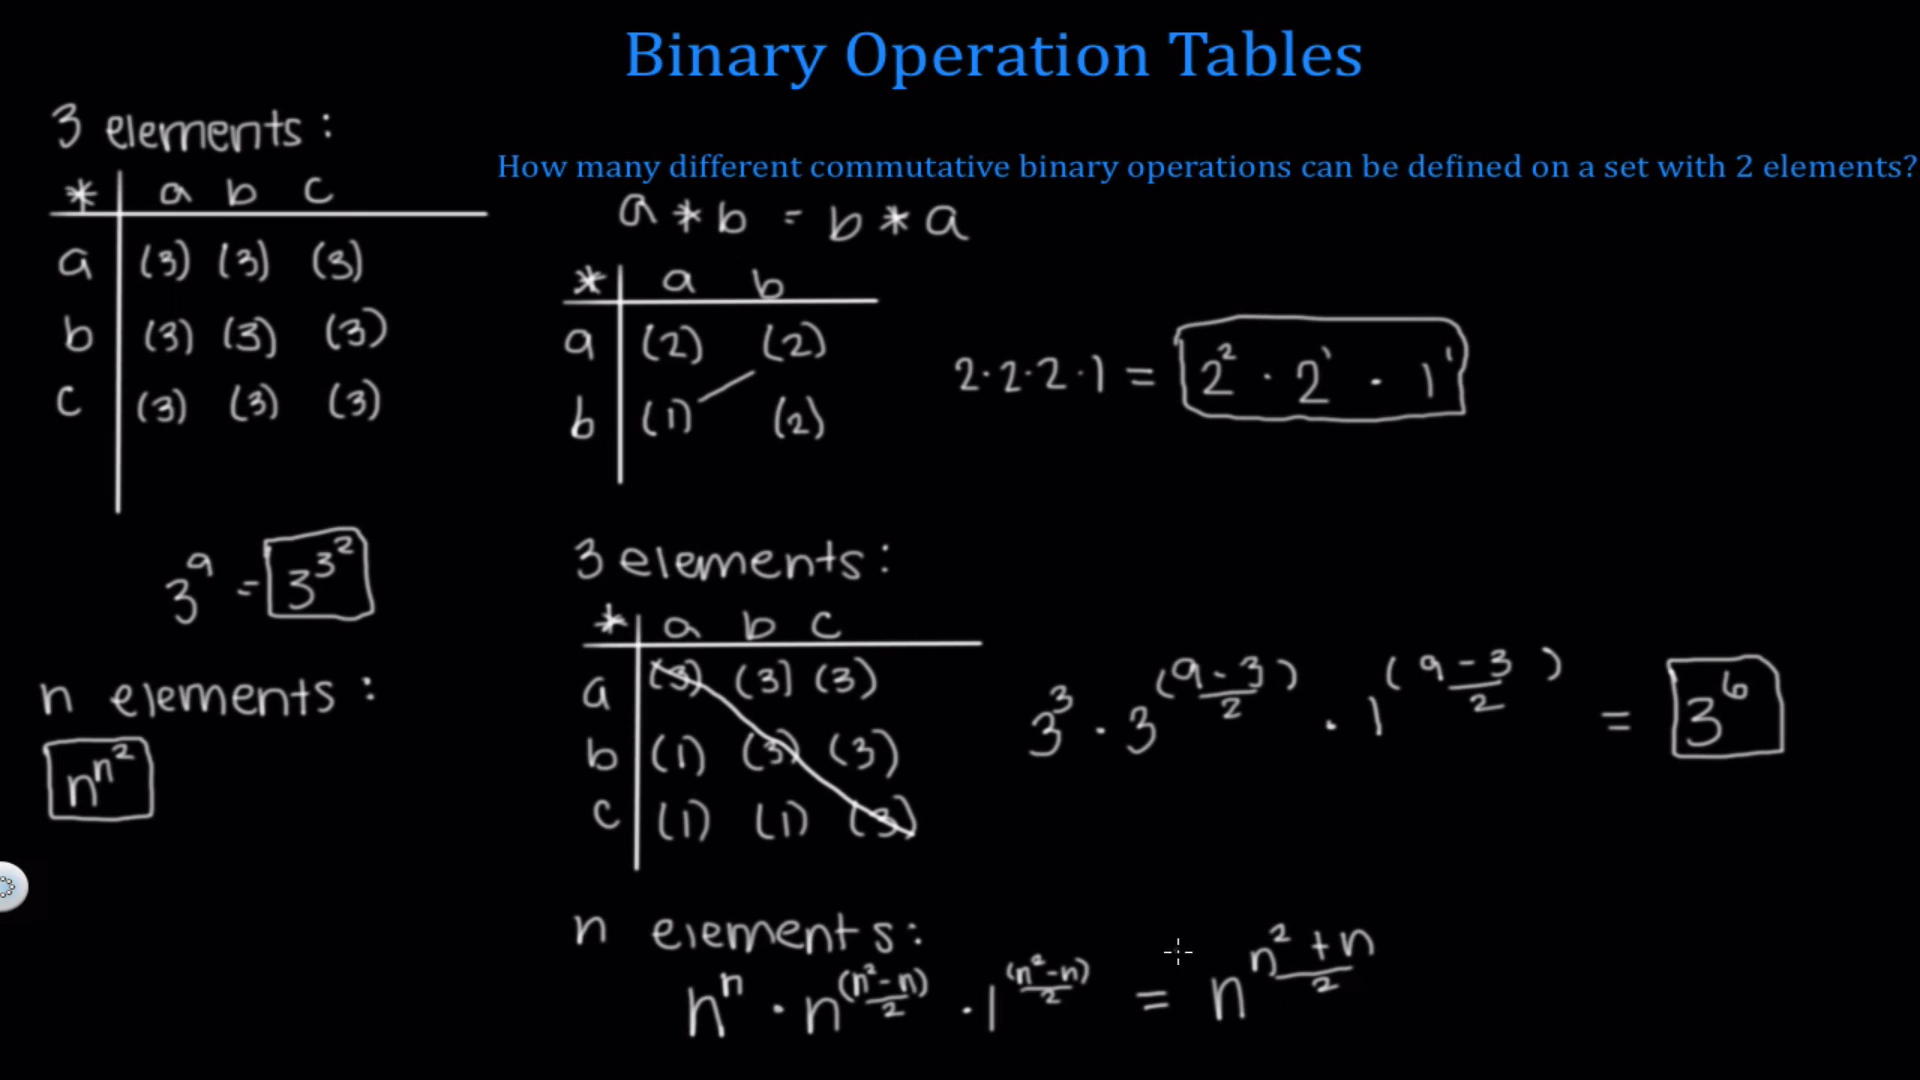 Binary Operation Tables
3 elements:
* a b c
a (3) (3) (3)
b (3) (3) (3)
c (3) (3) (3)
3^9 = 3^3^2
n elements:
n^n^2
How many different commutative binary operations can be defined on a set with 2 elements?
a * b = b * a
* a b
a (2) (2)
b (1) (2)
2·2·2·1 = 2^2 · 2^1 · 1^1
3 elements:
* a b c
a (3) (3) (3)
b (1) (3) (3)
c (1) (1) (3)
3^3 · 3^((9-3)/2) · 1^((9-3)/2) = 3^6
n elements:
n^n · n^((n^2-n)/2) · 1^((n^2-n)/2) = n^((n^2+n)/2)